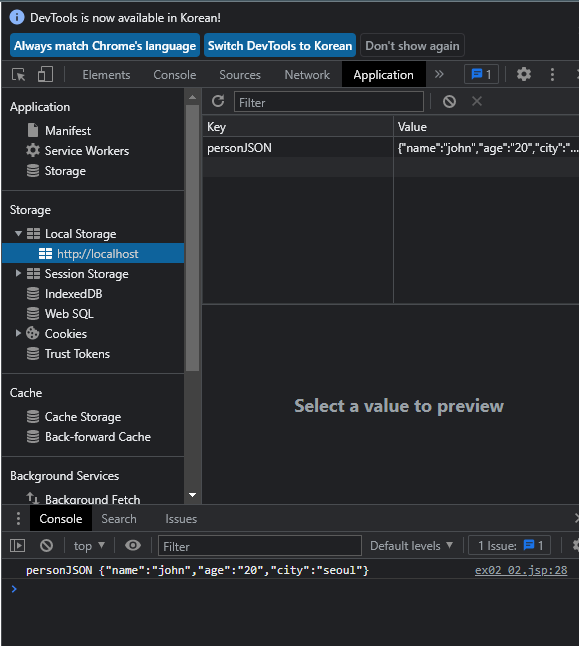 DevTools is now available in Korean!
Always match Chrome's language Switch DevTools to Korean Don't show again
Elements Console Sources Network Application » 1
Application
Manifest
Service Workers
Storage
Storage
Local Storage
http://localhost
Session Storage
IndexedDB
Web SQL
Cookies
Trust Tokens
Cache
Cache Storage
Back-forward Cache
Background Services
Background Fetch
Filter
Key Value
personJSON {"name":"john","age":"20","city":"...
Select a value to preview
Console Search Issues
top Filter Default levels 1 Issue: 1
personJSON {"name":"john","age":"20","city":"seoul"} ex02_02.jsp:28